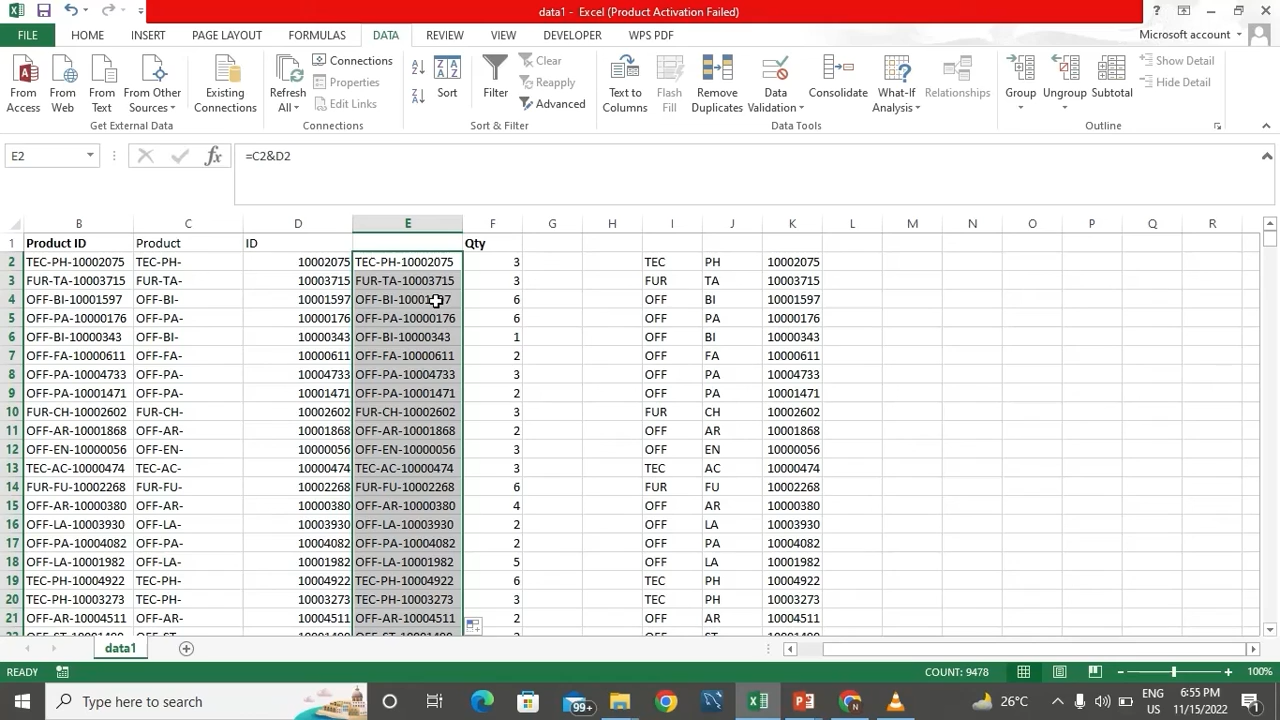 data1 - Excel (Product Activation Failed)
FILE HOME INSERT PAGE LAYOUT FORMULAS DATA REVIEW VIEW DEVELOPER WPS PDF Microsoft account
From Access
From Web
From Text
From Other Sources
Existing Connections
Get External Data
Refresh All
Connections
Properties
Edit Links
Connections
Sort
Filter
Clear
Reapply
Advanced
Sort & Filter
Text to Columns
Flash Fill
Remove Duplicates
Data Validation
Consolidate
What-If Analysis
Relationships
Data Tools
Group
Ungroup
Subtotal
Show Detail
Hide Detail
Outline
E2 fx =C2&D2
B C D E F G H I J K L M N O P Q R
1 Product ID Product ID Qty
2 TEC-PH-10002075 TEC-PH- 10002075 TEC-PH-10002075 3 TEC PH 10002075
3 FUR-TA-10003715 FUR-TA- 10003715 FUR-TA-10003715 3 FUR TA 10003715
4 OFF-BI-10001597 OFF-BI- 10001597 OFF-BI-10001597 6 OFF BI 10001597
5 OFF-PA-10000176 OFF-PA- 10000176 OFF-PA-10000176 6 OFF PA 10000176
6 OFF-BI-10000343 OFF-BI- 10000343 OFF-BI-10000343 1 OFF BI 10000343
7 OFF-FA-10000611 OFF-FA- 10000611 OFF-FA-10000611 2 OFF FA 10000611
8 OFF-PA-10004733 OFF-PA- 10004733 OFF-PA-10004733 3 OFF PA 10004733
9 OFF-PA-10001471 OFF-PA- 10001471 OFF-PA-10001471 2 OFF PA 10001471
10 FUR-CH-10002602 FUR-CH- 10002602 FUR-CH-10002602 3 FUR CH 10002602
11 OFF-AR-10001868 OFF-AR- 10001868 OFF-AR-10001868 2 OFF AR 10001868
12 OFF-EN-10000056 OFF-EN- 10000056 OFF-EN-10000056 3 OFF EN 10000056
13 TEC-AC-10000474 TEC-AC- 10000474 TEC-AC-10000474 3 TEC AC 10000474
14 FUR-FU-10002268 FUR-FU- 10002268 FUR-FU-10002268 6 FUR FU 10002268
15 OFF-AR-10000380 OFF-AR- 10000380 OFF-AR-10000380 4 OFF AR 10000380
16 OFF-LA-10003930 OFF-LA- 10003930 OFF-LA-10003930 2 OFF LA 10003930
17 OFF-PA-10004082 OFF-PA- 10004082 OFF-PA-10004082 2 OFF PA 10004082
18 OFF-LA-10001982 OFF-LA- 10001982 OFF-LA-10001982 5 OFF LA 10001982
19 TEC-PH-10004922 TEC-PH- 10004922 TEC-PH-10004922 6 TEC PH 10004922
20 TEC-PH-10003273 TEC-PH- 10003273 TEC-PH-10003273 3 TEC PH 10003273
21 OFF-AR-10004511 OFF-AR- 10004511 OFF-AR-10004511 2 OFF AR 10004511
data1
READY COUNT: 9478 100%
Type here to search 99+ 26°C ENG US 6:55 PM 11/15/2022 1